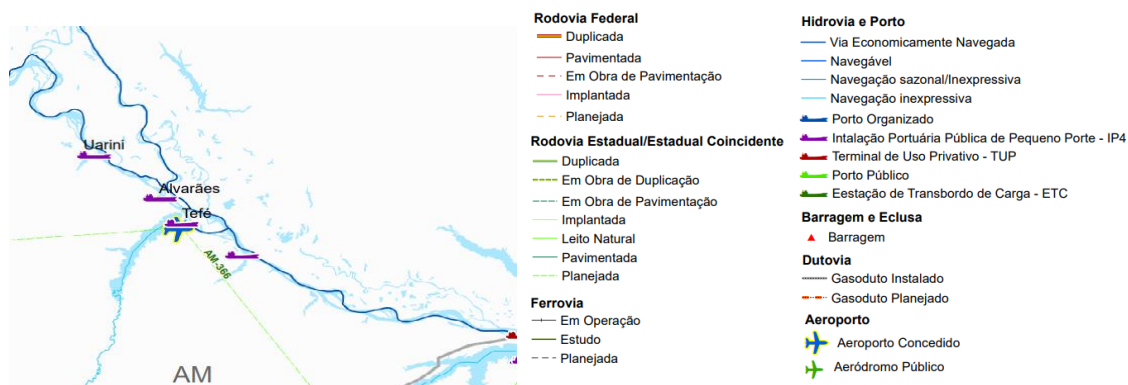 Uarini
Alvarães
Tefé
AM-366
AM
Rodovia Federal
Duplicada
Pavimentada
Em Obra de Pavimentação
Implantada
Planejada
Rodovia Estadual/Estadual Coincidente
Duplicada
Em Obra de Duplicação
Em Obra de Pavimentação
Implantada
Leito Natural
Pavimentada
Planejada
Ferrovia
Em Operação
Estudo
Planejada
Hidrovia e Porto
Via Economicamente Navegada
Navegável
Navegação sazonal/Inexpressiva
Navegação inexpressiva
Porto Organizado
Intalação Portuária Pública de Pequeno Porte - IP4
Terminal de Uso Privativo - TUP
Porto Público
Eestação de Transbordo de Carga - ETC
Barragem e Eclusa
Barragem
Dutovia
Gasoduto Instalado
Gasoduto Planejado
Aeroporto
Aeroporto Concedido
Aeródromo Público